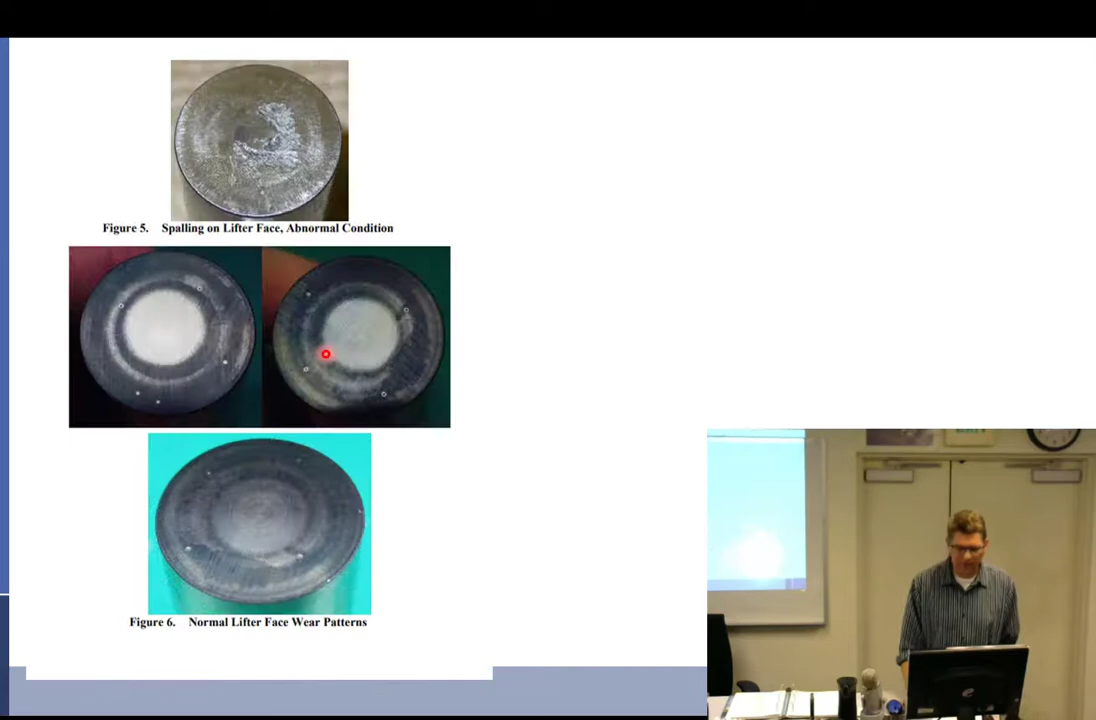 Figure 5. Spalling on Lifter Face, Abnormal Condition
Figure 6. Normal Lifter Face Wear Patterns